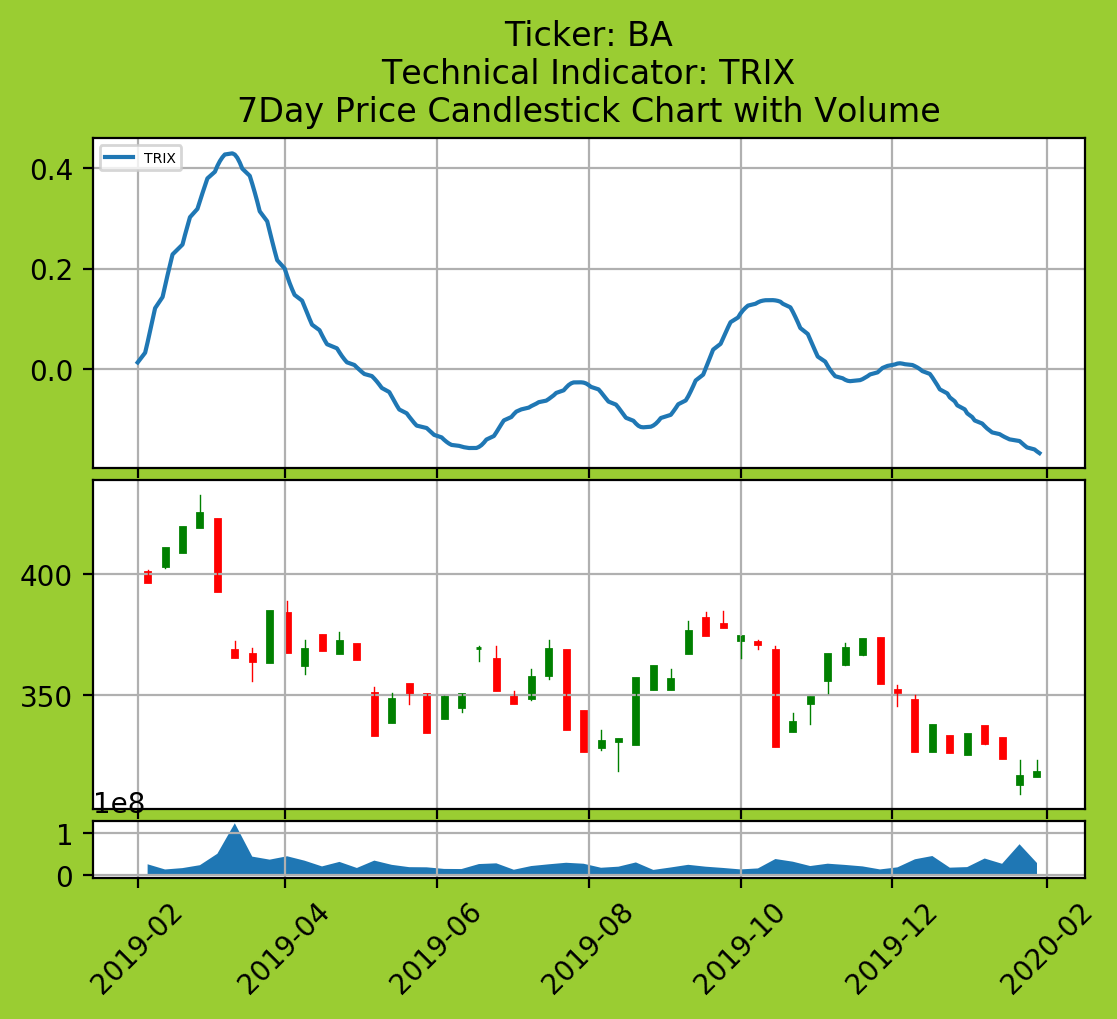 Ticker: BA
Technical Indicator: TRIX
7Day Price Candlestick Chart with Volume
TRIX
0.4
0.2
0.0
400
350
1e8
1
0
2019-02
2019-04
2019-06
2019-08
2019-10
2019-12
2020-02